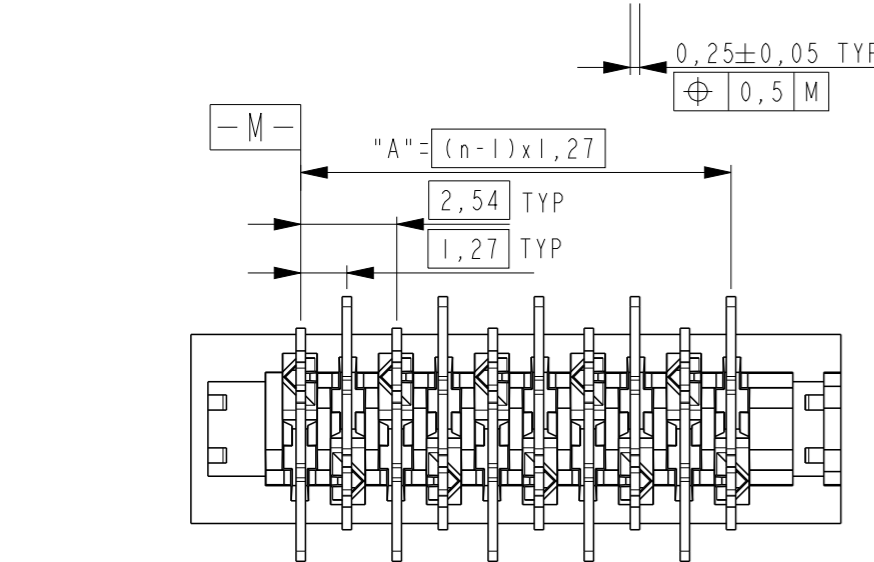 0,25±0,05 TYP
⌖ 0,5 M
-M-
"A"= (n-1)x1,27
2,54 TYP
1,27 TYP